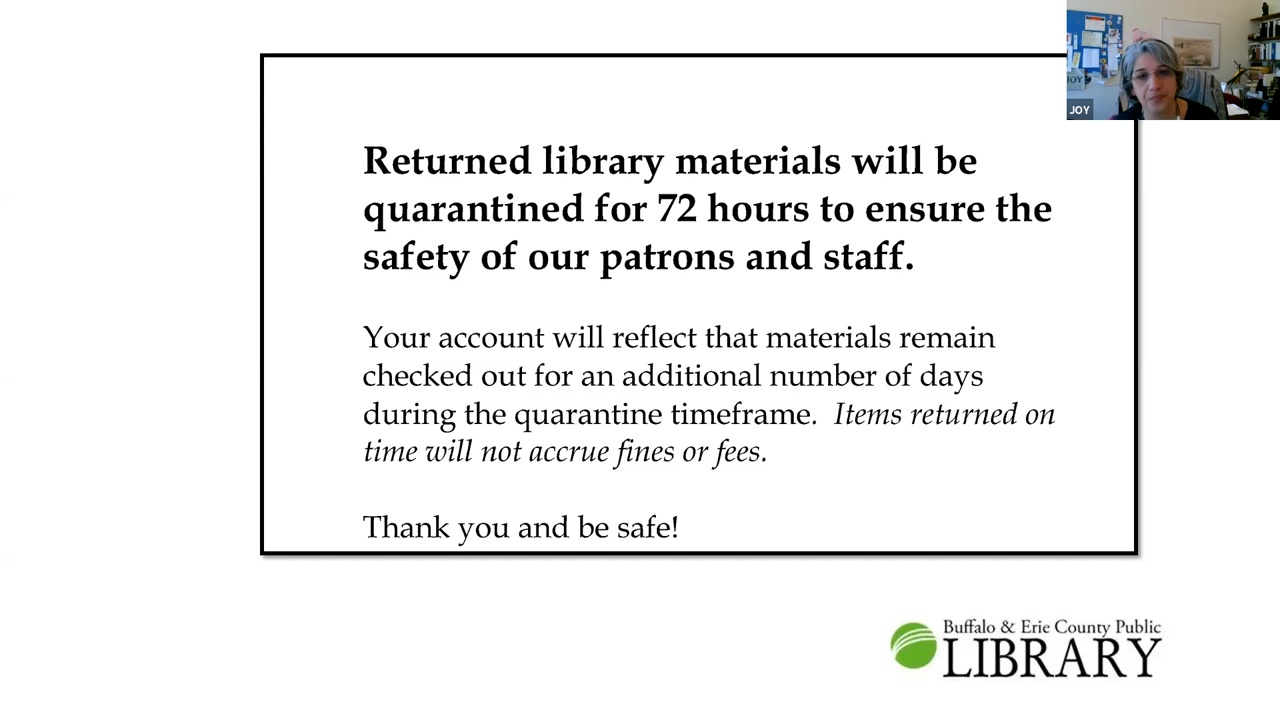 JOY
JOY
Returned library materials will be
quarantined for 72 hours to ensure the
safety of our patrons and staff.
Your account will reflect that materials remain
checked out for an additional number of days
during the quarantine timeframe. Items returned on
time will not accrue fines or fees.
Thank you and be safe!
Buffalo & Erie County Public
LIBRARY